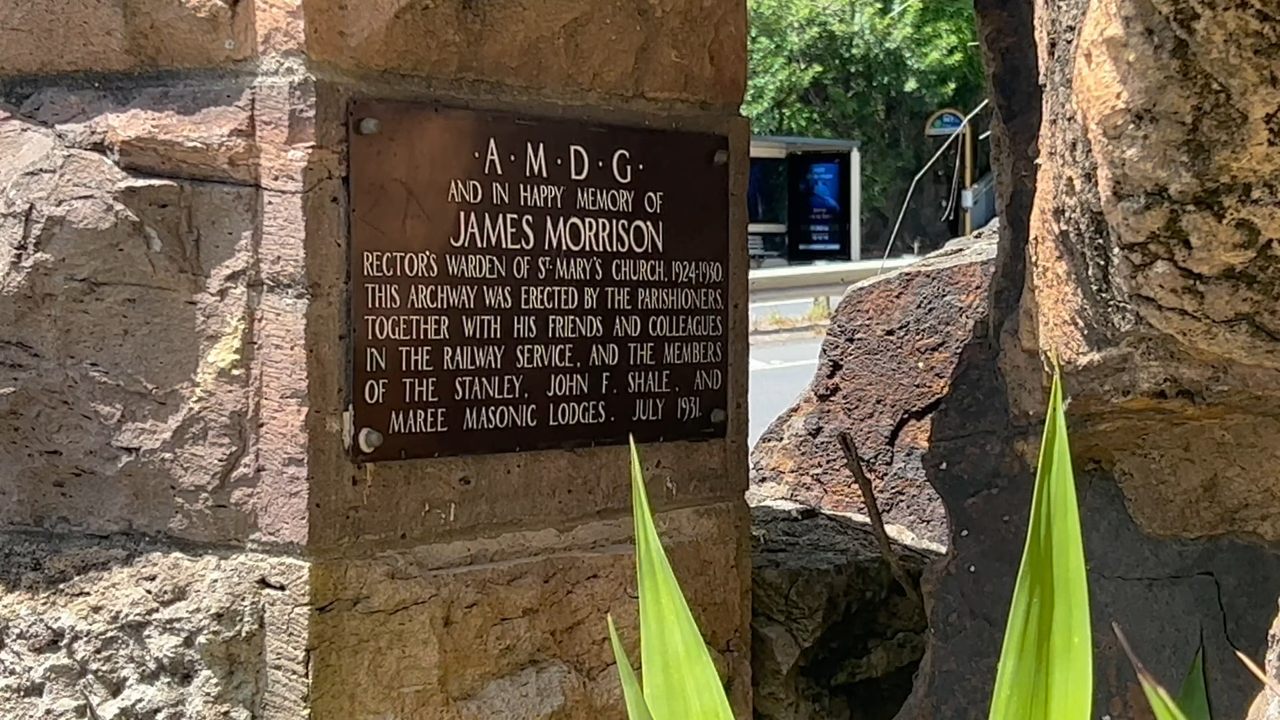 ·A·M·D·G·
AND IN HAPPY MEMORY OF
JAMES MORRISON
RECTOR'S WARDEN OF ST. MARY'S CHURCH. 1924-1930.
THIS ARCHWAY WAS ERECTED BY THE PARISHIONERS,
TOGETHER WITH HIS FRIENDS AND COLLEAGUES
IN THE RAILWAY SERVICE, AND THE MEMBERS
OF THE STANLEY, JOHN F. SHALE, AND
MAREE MASONIC LODGES. JULY 1931.